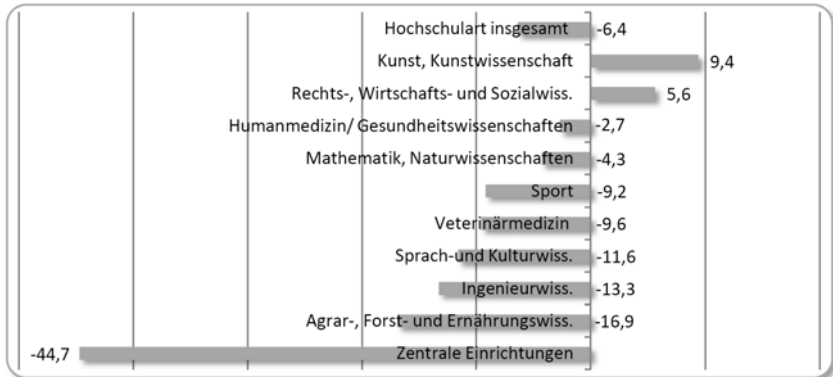 Hochschulart insgesamt -6,4
Kunst, Kunstwissenschaft 9,4
Rechts-, Wirtschafts- und Sozialwiss. 5,6
Humanmedizin/ Gesundheitswissenschaften -2,7
Mathematik, Naturwissenschaften -4,3
Sport -9,2
Veterinärmedizin -9,6
Sprach-und Kulturwiss. -11,6
Ingenieurwiss. -13,3
Agrar-, Forst- und Ernährungswiss. -16,9
-44,7 Zentrale Einrichtungen